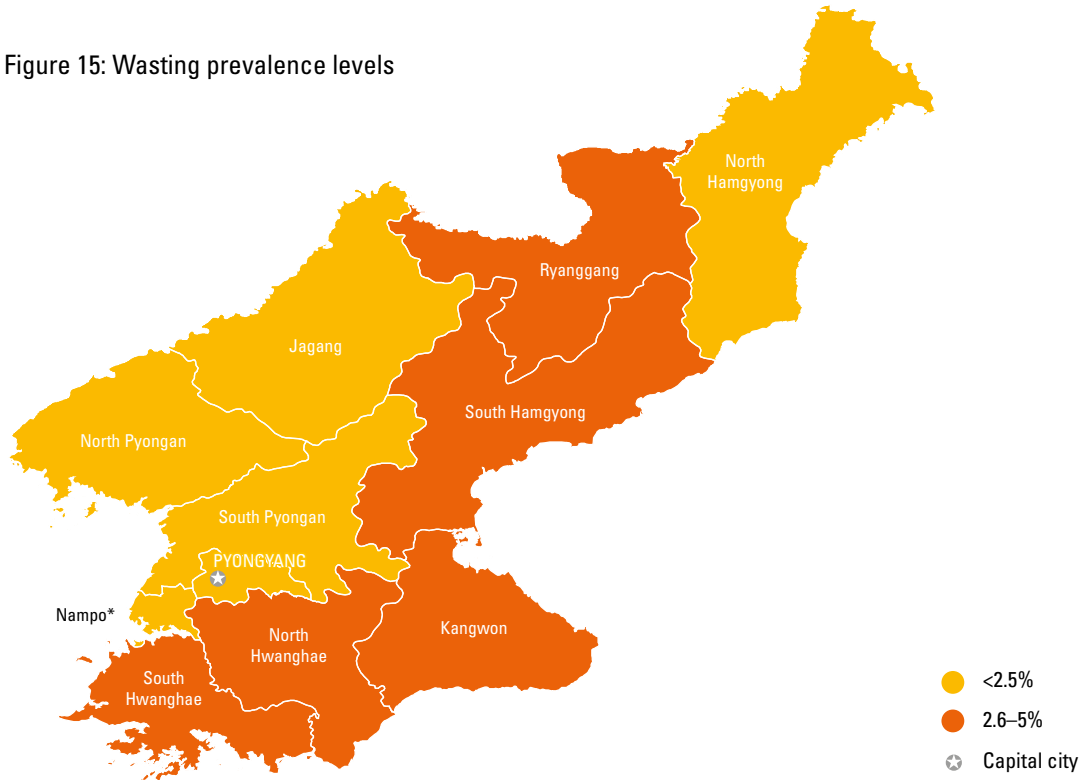 Figure 15: Wasting prevalence levels
North
Hamgyong
Ryanggang
Jagang
South Hamgyong
North Pyongan
South Pyongan
PYONGYANG
Nampo*
North
Hwanghae
Kangwon
South
Hwanghae
<2.5%
2.6–5%
Capital city